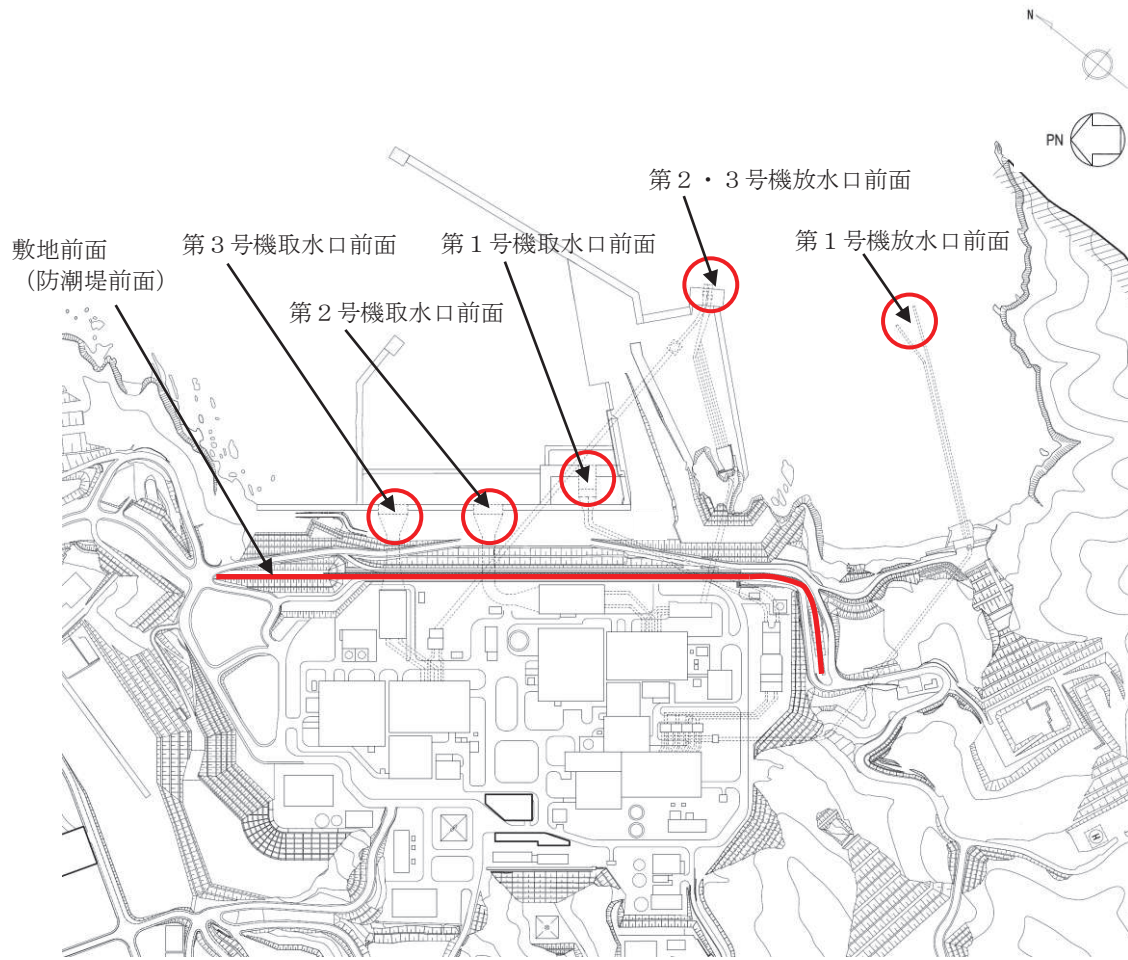 N
PN
第2・3号機放水口前面
敷地前面
(防潮堤前面)
第3号機取水口前面
第1号機取水口前面
第1号機放水口前面
第2号機取水口前面
H